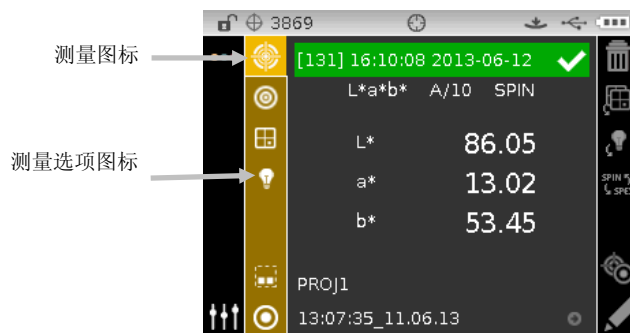 3869
测量图标
[131] 16:10:08 2013-06-12
L*a*b* A/10 SPIN
测量选项图标
L* 86.05
a* 13.02
b* 53.45
SPIN
SPEX
PROJ1
13:07:35_11.06.13